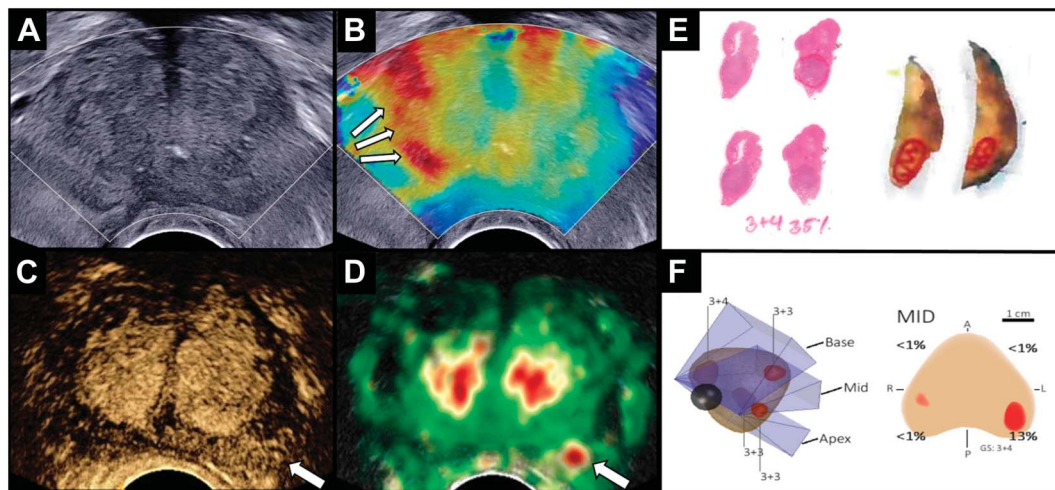 A
B
E
3+4 35%
C
D
F
3+4
3+3
Base
Mid
Apex
3+3
3+3
MID
1 cm
<1%
A
<1%
R
L
<1%
P
GS: 3+4
13%